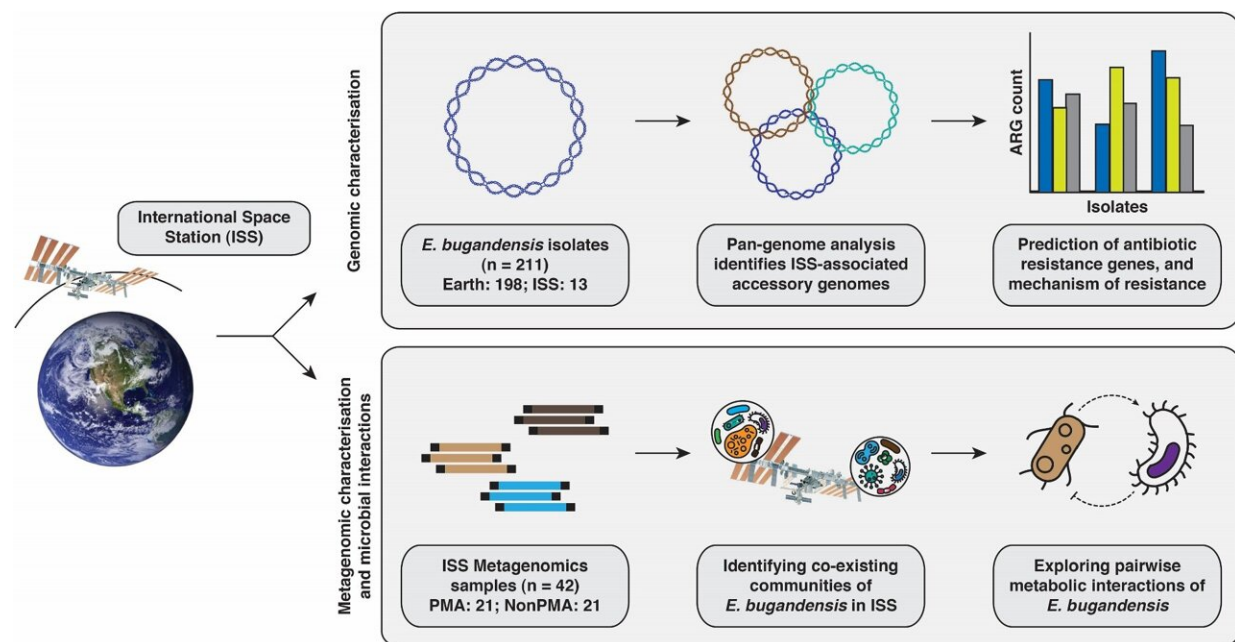 International Space
Station (ISS)
Genomic characterisation
E. bugandensis isolates
(n = 211)
Earth: 198; ISS: 13
Pan-genome analysis
identifies ISS-associated
accessory genomes
ARG count
Isolates
Prediction of antibiotic
resistance genes, and
mechanism of resistance
Metagenomic characterisation
and microbial interactions
ISS Metagenomics
samples (n = 42)
PMA: 21; NonPMA: 21
Identifying co-existing
communities of
E. bugandensis in ISS
Exploring pairwise
metabolic interactions of
E. bugandensis